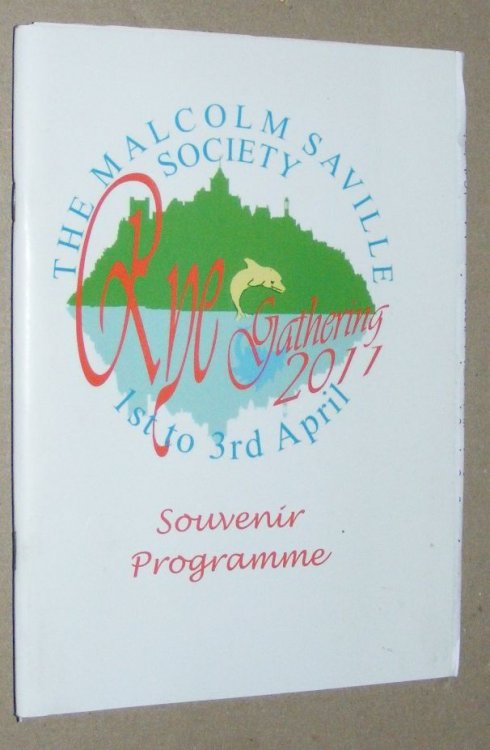 THE MALCOLM SAVILLE
SOCIETY
Rye
Gathering
2011
1st to 3rd April
Souvenir
Programme